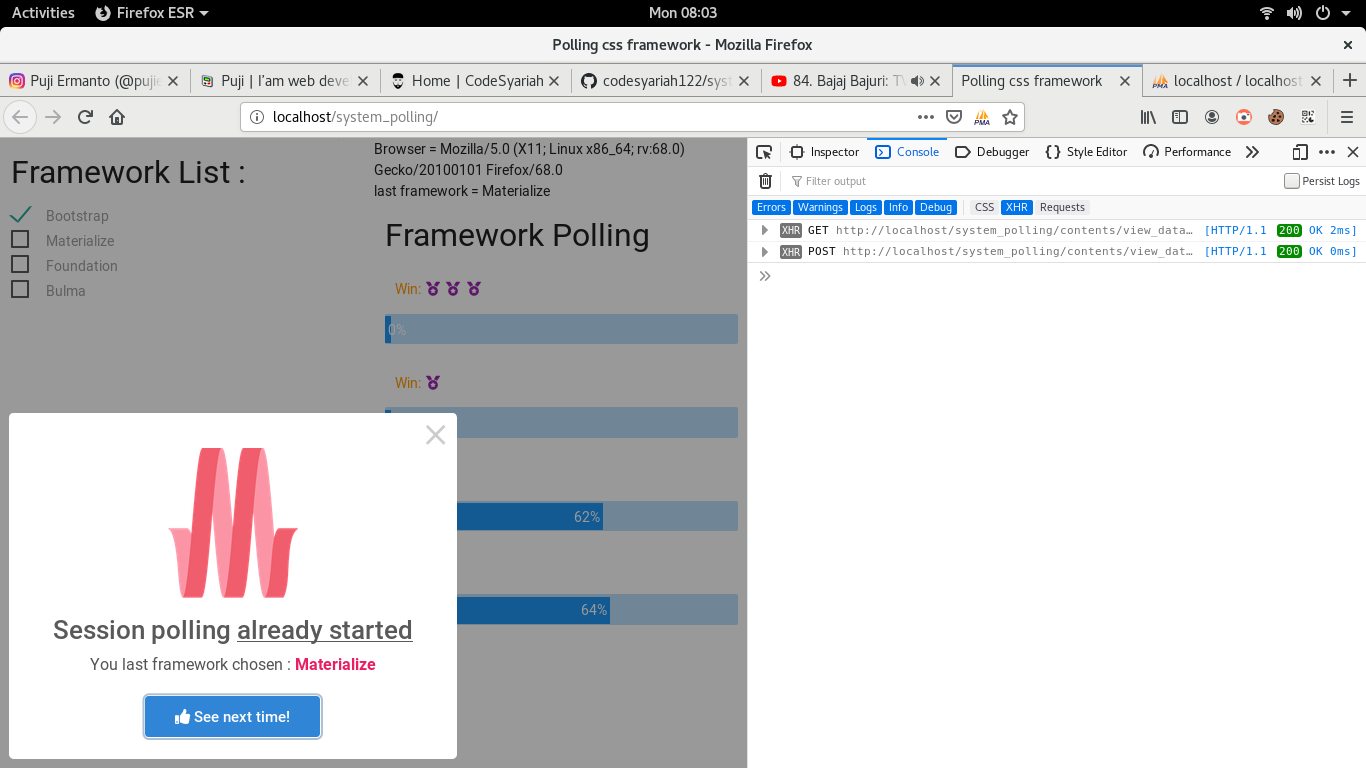 Activities Firefox ESR Mon 08:03
Polling css framework - Mozilla Firefox
Puji Ermanto (@pujie Puji | I'am web deve Home | CodeSyariah codesyariah122/syst 84. Bajaj Bajuri: TV Polling css framework localhost / localhost
localhost/system_polling/
Framework List :
Bootstrap
Materialize
Foundation
Bulma
Browser = Mozilla/5.0 (X11; Linux x86_64; rv:68.0)
Gecko/20100101 Firefox/68.0
last framework = Materialize
Framework Polling
Win:
0%
Win:
62%
64%
Session polling already started
You last framework chosen : Materialize
See next time!
Inspector Console Debugger Style Editor Performance
Filter output Persist Logs
Errors Warnings Logs Info Debug CSS XHR Requests
XHR GET http://localhost/system_polling/contents/view_data… [HTTP/1.1 200 OK 2ms]
XHR POST http://localhost/system_polling/contents/view_dat… [HTTP/1.1 200 OK 0ms]